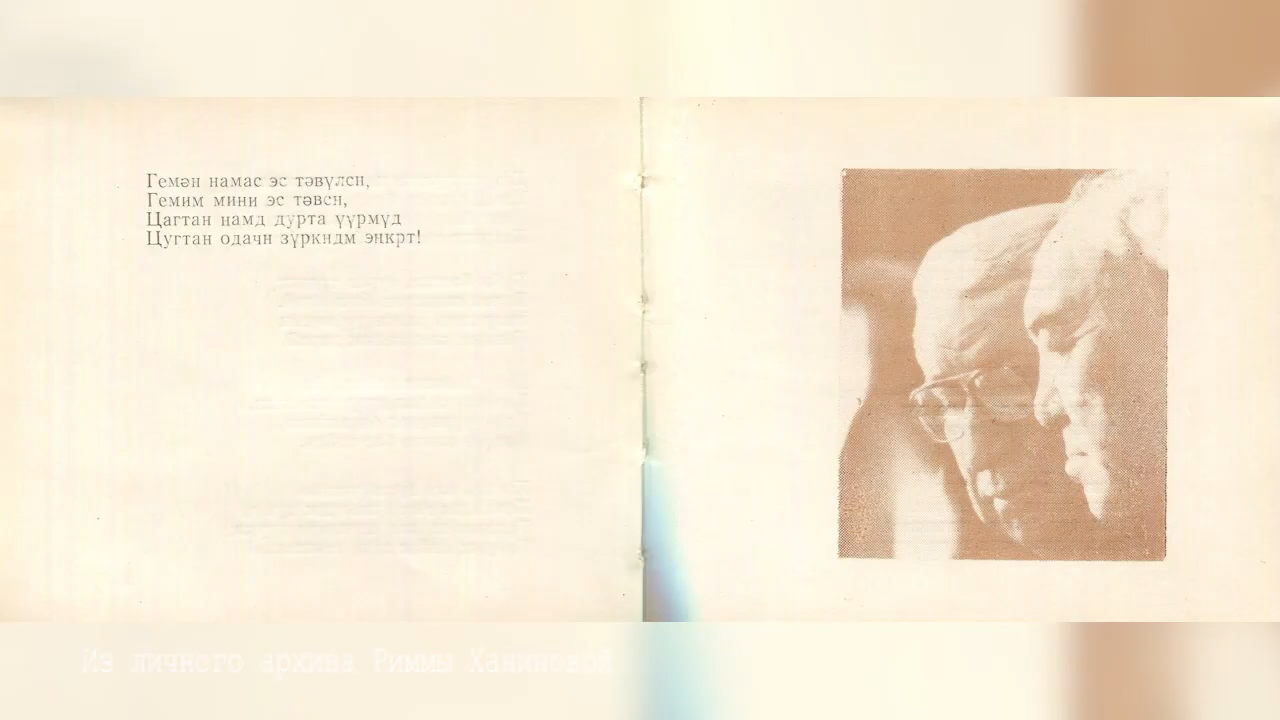 Гемән намас эс тәвүлсн,
Гемим мини эс тәвсн,
Цагтан намд дурта үүрмүд
Цугтан одачн зүркндм эңкрт!
Из личного архива Риммы Ханиновой